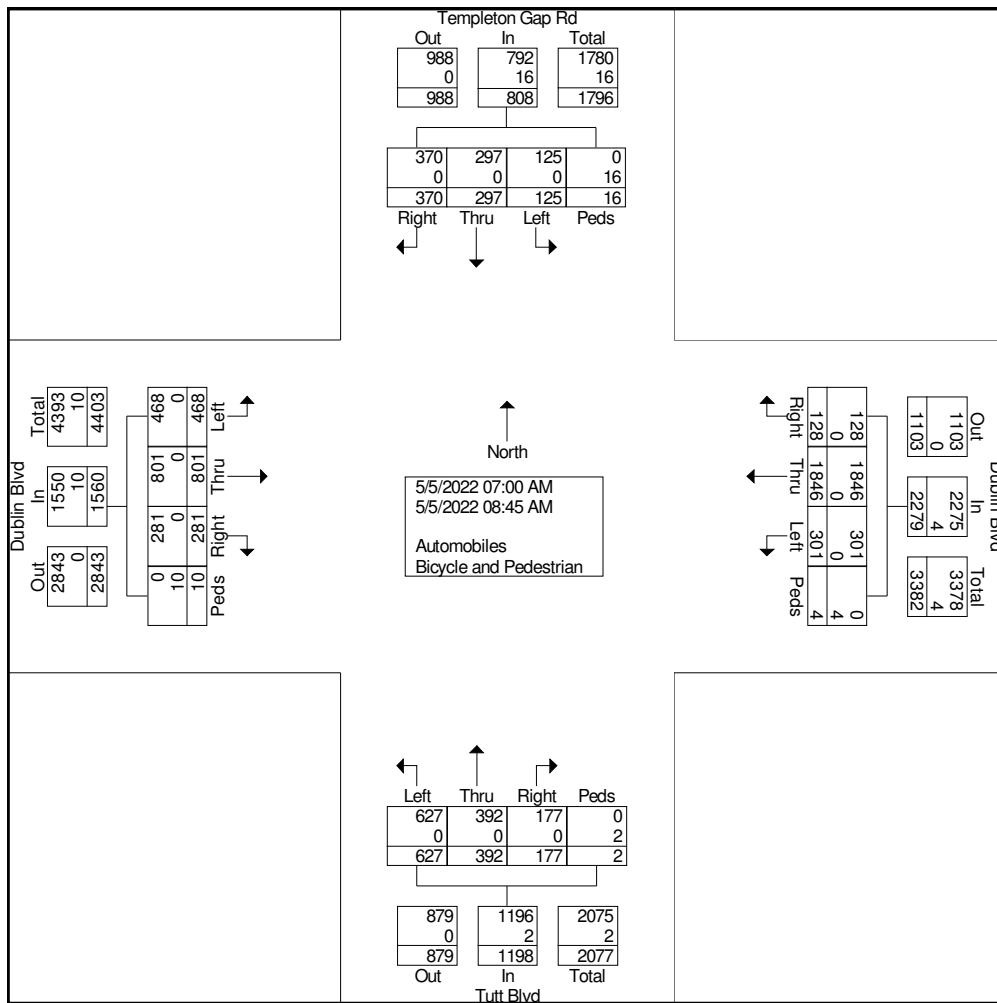 Templeton Gap Rd
Out In Total
988 792 1780
0 16 16
988 808 1796
370 297 125 0
0 0 0 16
370 297 125 16
Right Thru Left Peds
Dublin Blvd
Total In Out
4393 1550 2843
10 10 0
4403 1560 2843
468 801 281 0
0 0 0 10
468 801 281 10
Left Thru Right Peds
North
5/5/2022 07:00 AM
5/5/2022 08:45 AM
Automobiles
Bicycle and Pedestrian
Dublin Blvd
Out In Total
1103 2275 3378
0 4 4
1103 2279 3382
128 1846 301 0
0 0 0 4
128 1846 301 4
Right Thru Left Peds
Left Thru Right Peds
627 392 177 0
0 0 0 2
627 392 177 2
879 1196 2075
0 2 2
879 1198 2077
Out In Total
Tutt Blvd